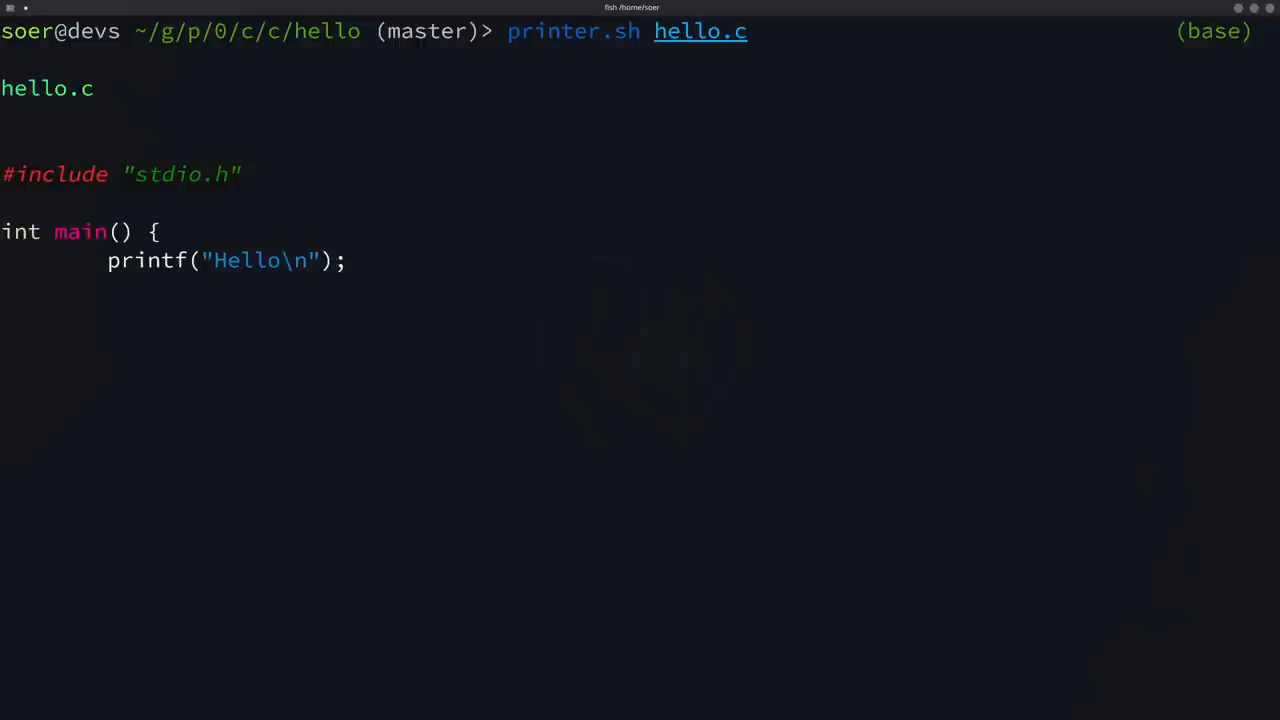 fish /home/soer
soer@devs ~/g/p/0/c/c/hello (master)> printer.sh hello.c (base)
hello.c
#include "stdio.h"
int main() {
printf("Hello\n");